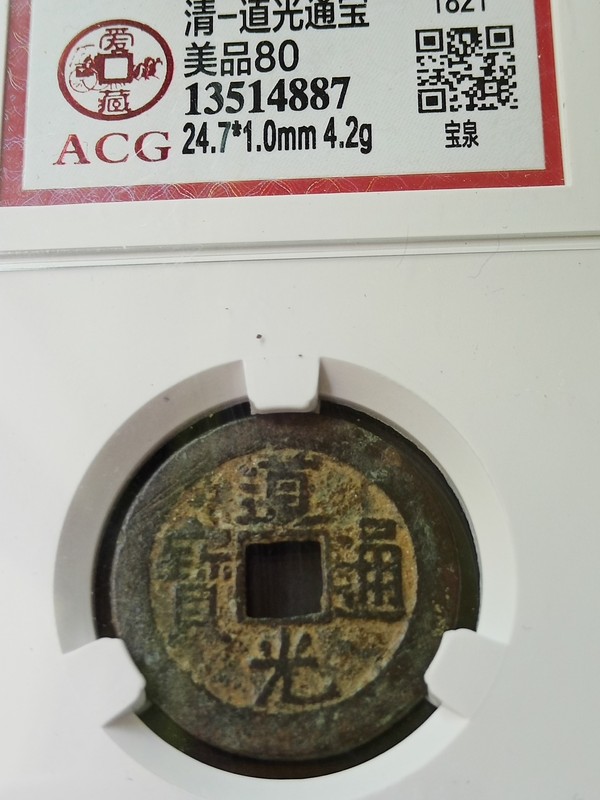 清-道光通宝
1821
美品80
13514887
24.7*1.0mm 4.2g
宝泉
爱藏
ACG
道光通寶